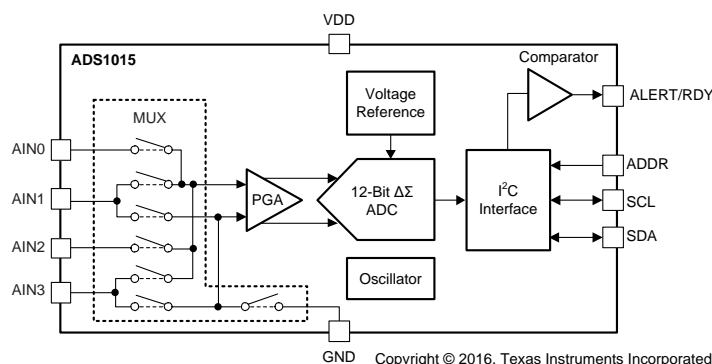 VDD
ADS1015
Comparator
Voltage
Reference
ALERT/RDY
MUX
AIN0
AIN1
AIN2
AIN3
PGA
12-Bit ΔΣ
ADC
I²C
Interface
ADDR
SCL
SDA
Oscillator
GND
Copyright © 2016, Texas Instruments Incorporated